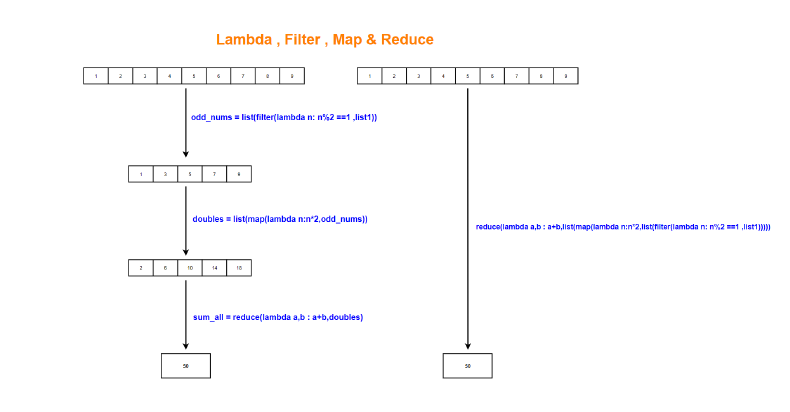 Lambda , Filter , Map & Reduce
1 2 3 4 5 6 7 8 9
1 2 3 4 5 6 7 8 9
odd_nums = list(filter(lambda n: n%2 ==1 ,list1))
1 3 5 7 9
doubles = list(map(lambda n:n*2,odd_nums))
reduce(lambda a,b : a+b,list(map(lambda n:n*2,list(filter(lambda n: n%2 ==1 ,list1)))))
2 6 10 14 18
sum_all = reduce(lambda a,b : a+b,doubles)
50
50